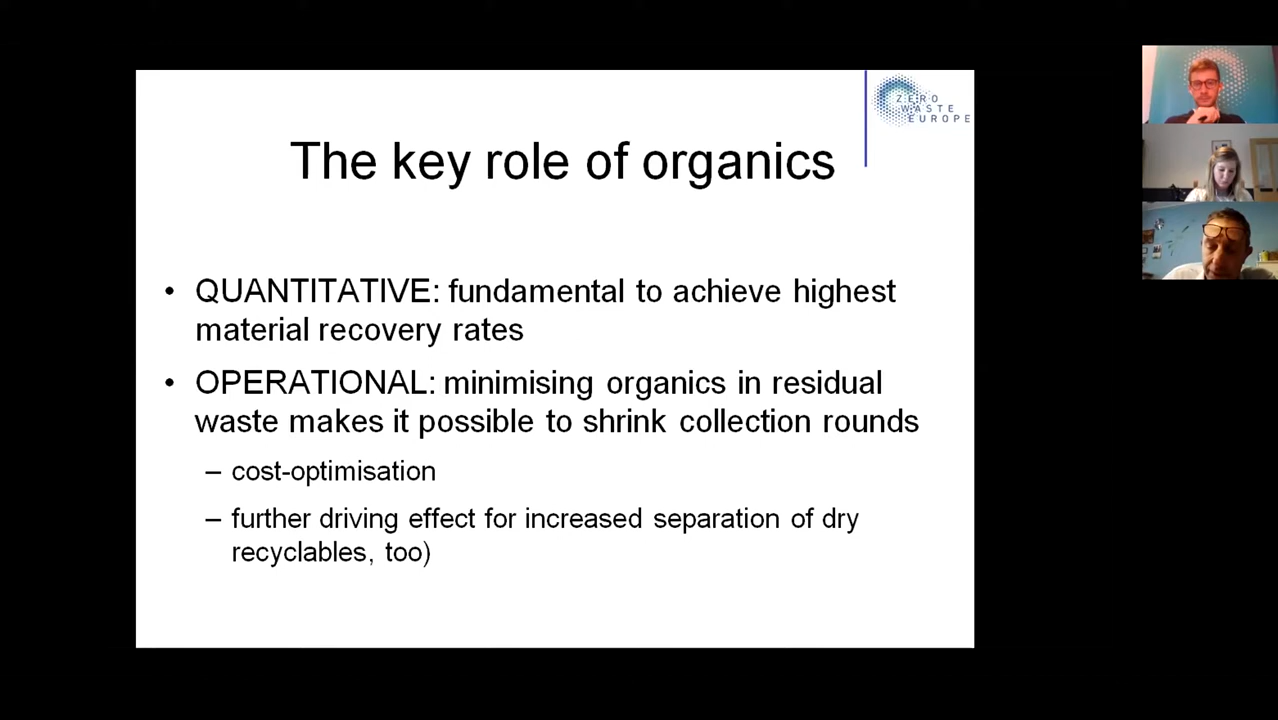 ZERO
WASTE
EUROPE
The key role of organics
• QUANTITATIVE: fundamental to achieve highest
material recovery rates
• OPERATIONAL: minimising organics in residual
waste makes it possible to shrink collection rounds
– cost-optimisation
– further driving effect for increased separation of dry
recyclables, too)